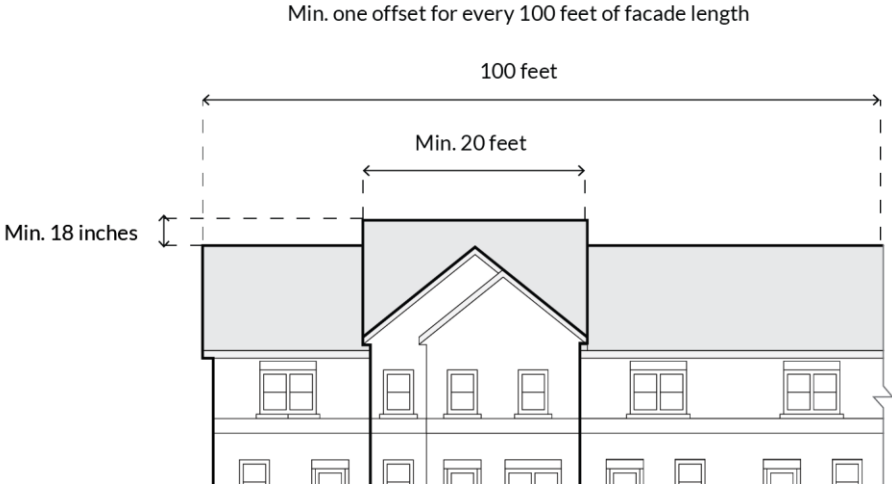 Min. one offset for every 100 feet of facade length
100 feet
Min. 20 feet
Min. 18 inches